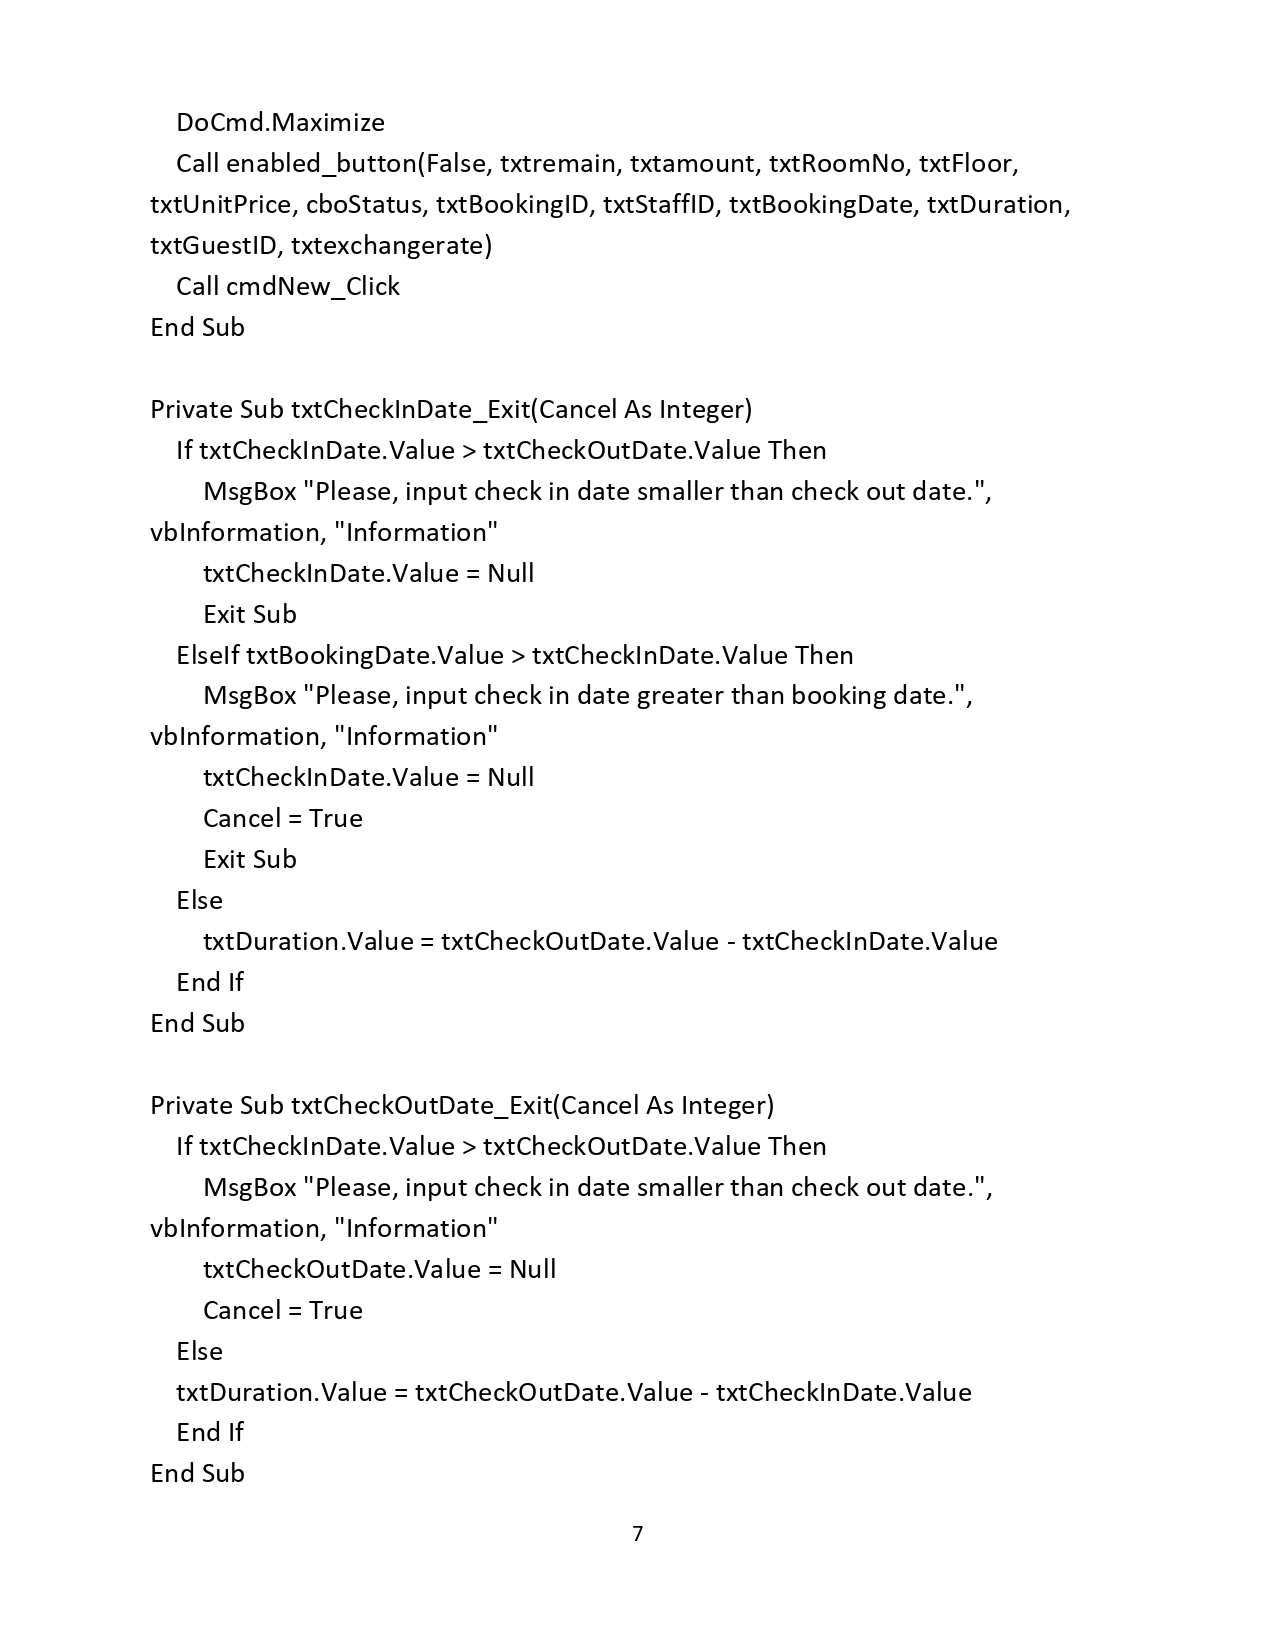 DoCmd.Maximize
Call enabled_button(False, txtremain, txtamount, txtRoomNo, txtFloor,
txtUnitPrice, cboStatus, txtBookingID, txtStaffID, txtBookingDate, txtDuration,
txtGuestID, txtexchangerate)
Call cmdNew_Click
End Sub
Private Sub txtCheckInDate_Exit(Cancel As Integer)
If txtCheckInDate.Value > txtCheckOutDate.Value Then
MsgBox "Please, input check in date smaller than check out date.",
vbInformation, "Information"
txtCheckInDate.Value = Null
Exit Sub
ElseIf txtBookingDate.Value > txtCheckInDate.Value Then
MsgBox "Please, input check in date greater than booking date.",
vbInformation, "Information"
txtCheckInDate.Value = Null
Cancel = True
Exit Sub
Else
txtDuration.Value = txtCheckOutDate.Value - txtCheckInDate.Value
End If
End Sub
Private Sub txtCheckOutDate_Exit(Cancel As Integer)
If txtCheckInDate.Value > txtCheckOutDate.Value Then
MsgBox "Please, input check in date smaller than check out date.",
vbInformation, "Information"
txtCheckOutDate.Value = Null
Cancel = True
Else
txtDuration.Value = txtCheckOutDate.Value - txtCheckInDate.Value
End If
End Sub
7